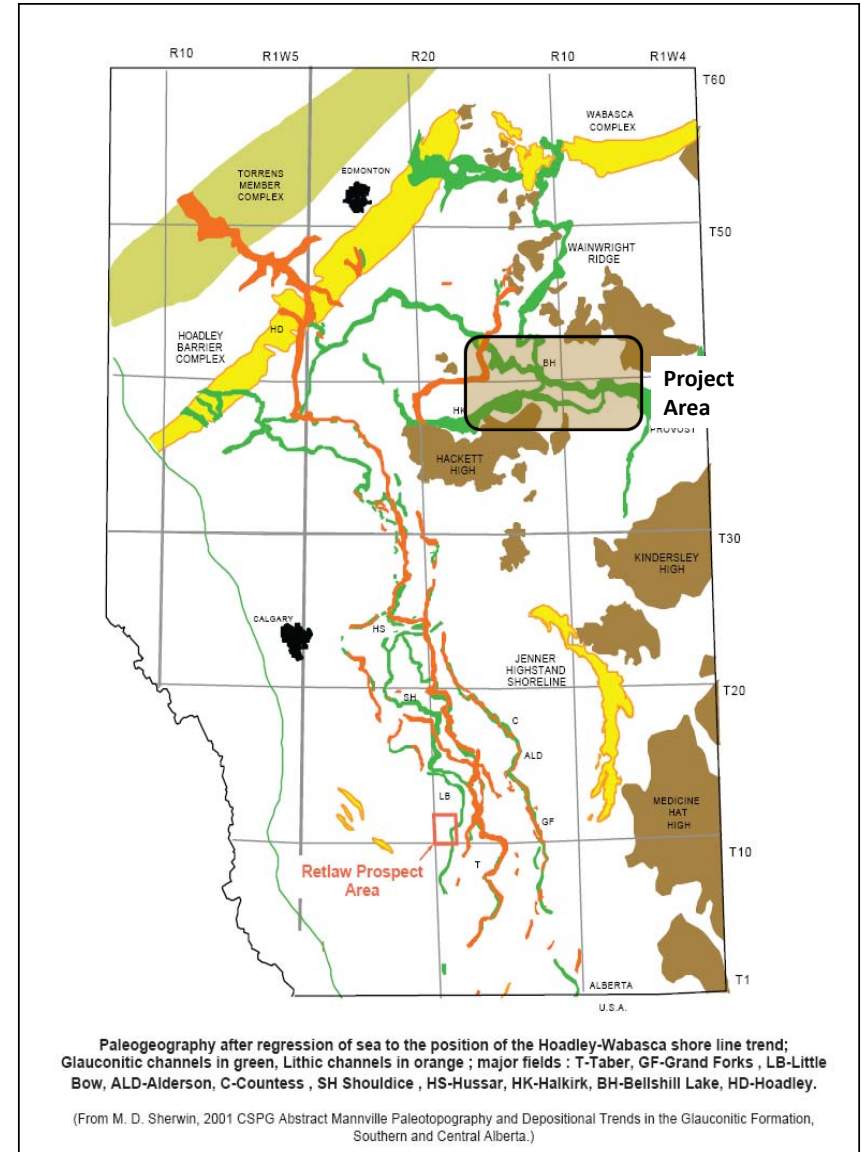 R10 R1W5 R20 R10 R1W4
T60
WABASCA
COMPLEX
TORRENS
MEMBER
COMPLEX
EDMONTON
T50
WAINWRIGHT
RIDGE
HOADLEY
BARRIER
COMPLEX
HD
BH
Project
Area
HK
PROVOST
HACKETT
HIGH
T30
KINDERSLEY
HIGH
CALGARY
HS
JENNER
HIGHSTAND
SHORELINE
T20
SH
C
ALD
LB
MEDICINE
HAT
HIGH
GF
T10
T
Retlaw Prospect
Area
T1
ALBERTA
U.S.A.
Paleogeography after regression of sea to the position of the Hoadley-Wabasca shore line trend;
Glauconitic channels in green, Lithic channels in orange ; major fields : T-Taber, GF-Grand Forks , LB-Little
Bow, ALD-Alderson, C-Countess , SH Shouldice , HS-Hussar, HK-Halkirk, BH-Bellshill Lake, HD-Hoadley.
(From M. D. Sherwin, 2001 CSPG Abstract Mannville Paleotopography and Depositional Trends in the Glauconitic Formation,
Southern and Central Alberta.)